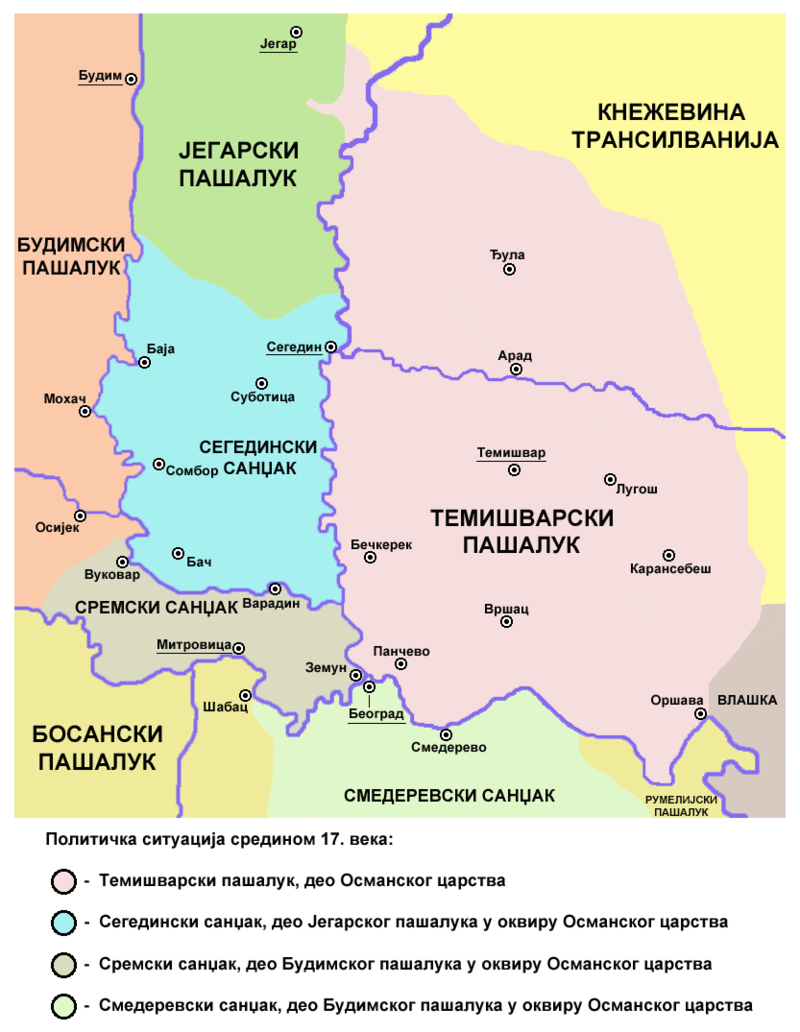 Јегар
Будим
КНЕЖЕВИНА
ТРАНСИЛВАНИЈА
ЈЕГАРСКИ
ПАШАЛУК
БУДИМСКИ
ПАШАЛУК
Ђула
Баја
Сегедин
Арад
Мохач
Суботица
СЕГЕДИНСКИ
САНЏАК
Сомбор
Темишвар
Лугош
Осијек
ТЕМИШВАРСКИ
ПАШАЛУК
Бечкерек
Бач
Вуковар
Карансебеш
СРЕМСКИ САНЏАК
Варадин
Вршац
Митровица
Панчево
Земун
Шабац
Београд
Оршава
ВЛАШКА
БОСАНСКИ
ПАШАЛУК
Смедерево
СМЕДЕРЕВСКИ САНЏАК
РУМЕЛИЈСКИ
ПАШАЛУК
Политичка ситуација средином 17. века:
- Темишварски пашалук, део Османског царства
- Сегедински санџак, део Јегарског пашалука у оквиру Османског царства
- Сремски санџак, део Будимског пашалука у оквиру Османског царства
- Смедеревски санџак, део Будимског пашалука у оквиру Османског царства